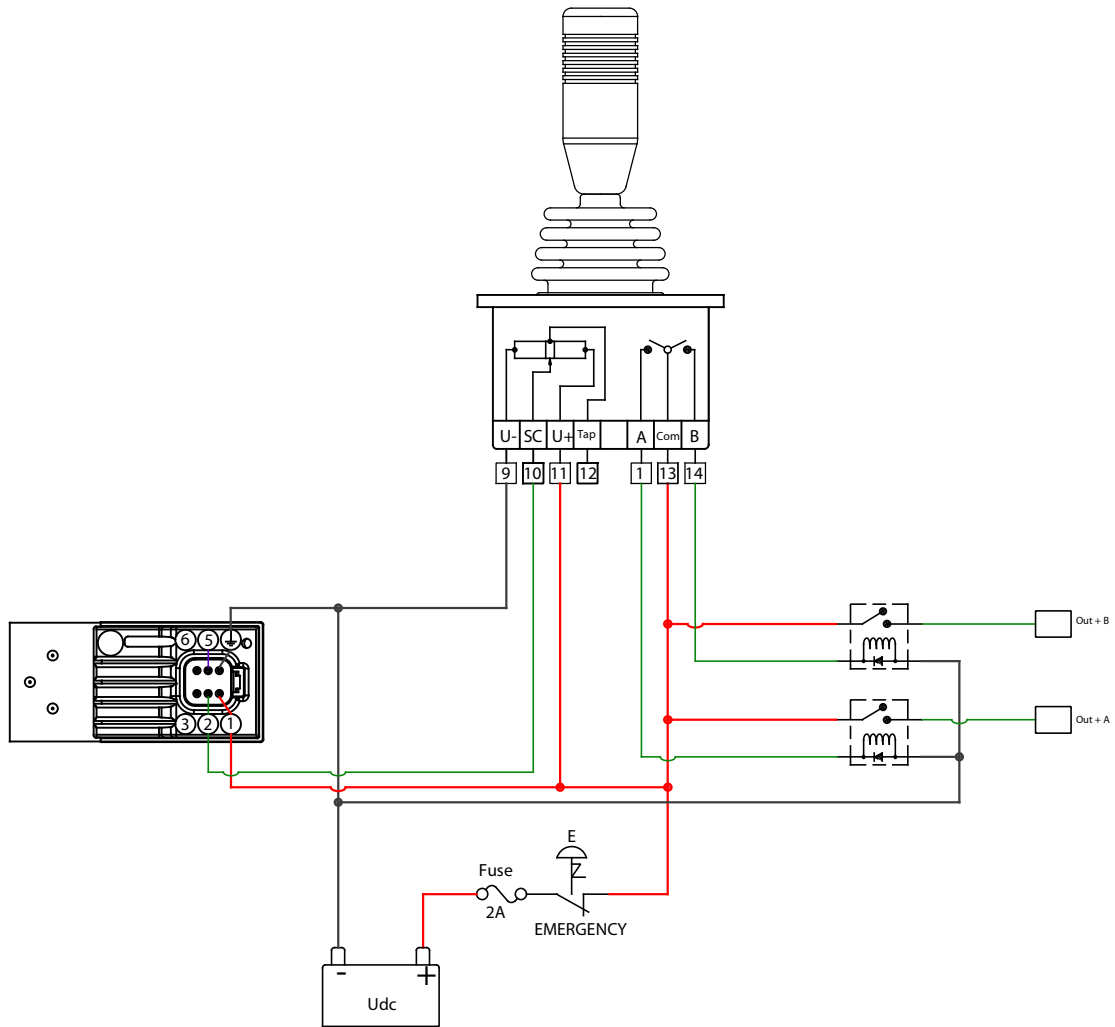 U- SC U+ Tap A Com B
9 10 11 12 1 13 14
6 5
3 2 1
Out + B
Out + A
E
Fuse
2A
EMERGENCY
- +
Udc